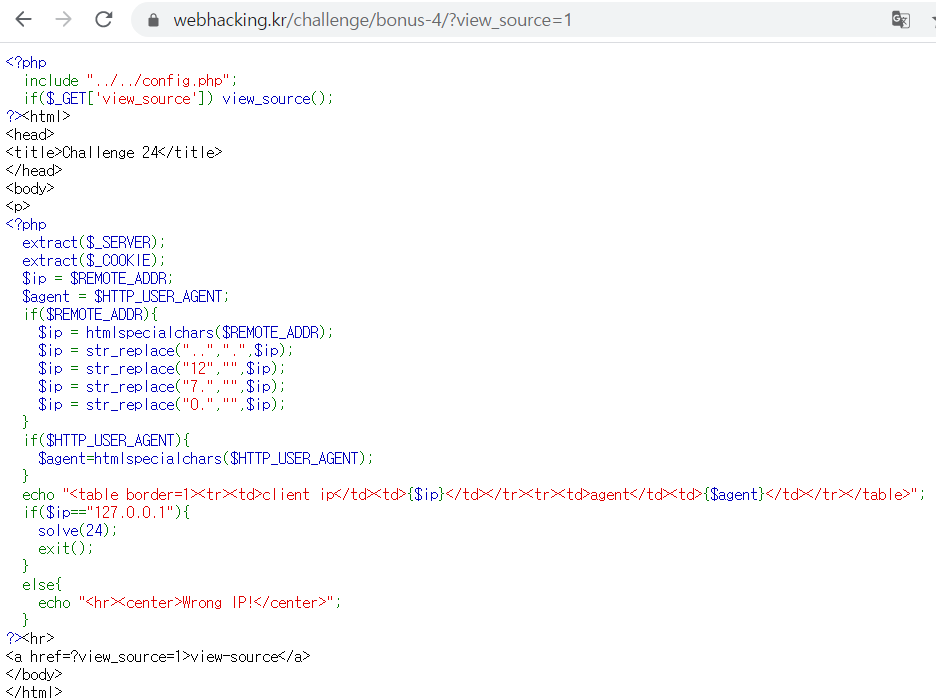 webhacking.kr/challenge/bonus-4/?view_source=1
<?php
include "../../config.php";
if($_GET['view_source']) view_source();
?><html>
<head>
<title>Challenge 24</title>
</head>
<body>
<p>
<?php
extract($_SERVER);
extract($_COOKIE);
$ip = $REMOTE_ADDR;
$agent = $HTTP_USER_AGENT;
if($REMOTE_ADDR){
$ip = htmlspecialchars($REMOTE_ADDR);
$ip = str_replace("..",".",$ip);
$ip = str_replace("12","",$ip);
$ip = str_replace("7.","",$ip);
$ip = str_replace("0.","",$ip);
}
if($HTTP_USER_AGENT){
$agent=htmlspecialchars($HTTP_USER_AGENT);
}
echo "<table border=1><tr><td>client ip</td><td>{$ip}</td></tr><tr><td>agent</td><td>{$agent}</td></tr></table>";
if($ip=="127.0.0.1"){
solve(24);
exit();
}
else{
echo "<hr><center>Wrong IP!</center>";
}
?><hr>
<a href=?view_source=1>view-source</a>
</body>
</html>